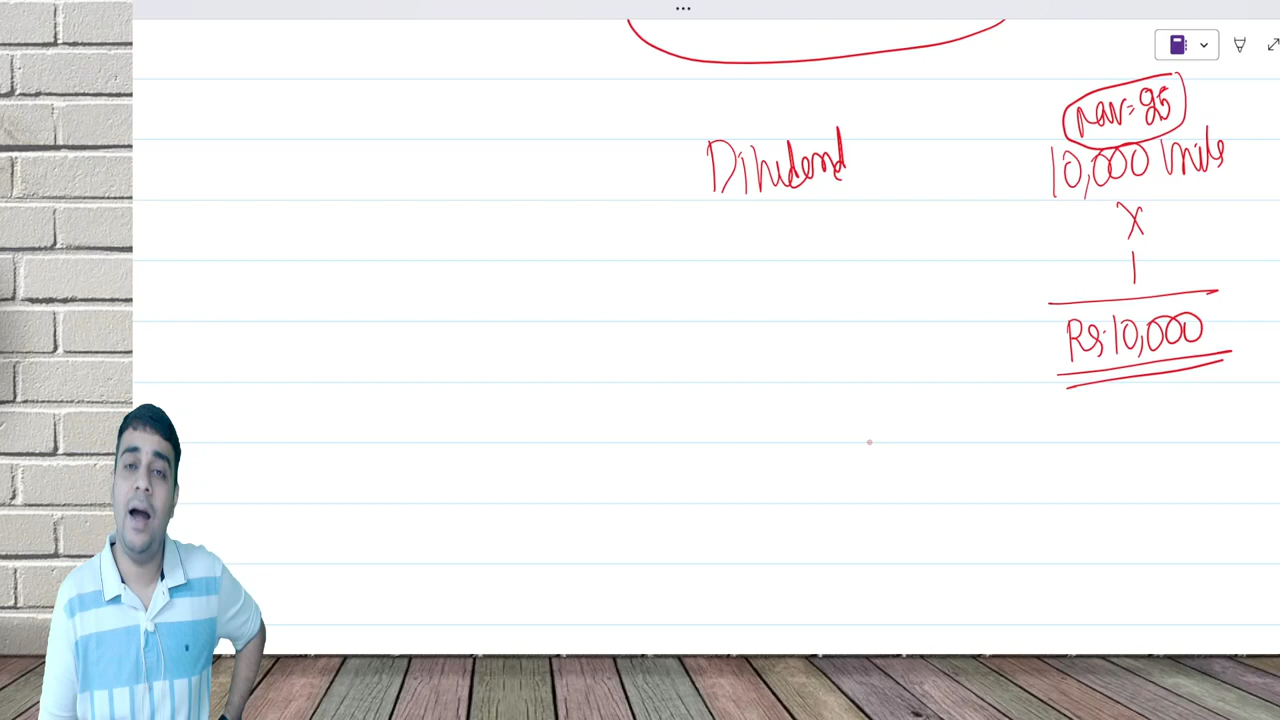 nav = 25
Dividend
10,000 Units
X
1
Rs. 10,000